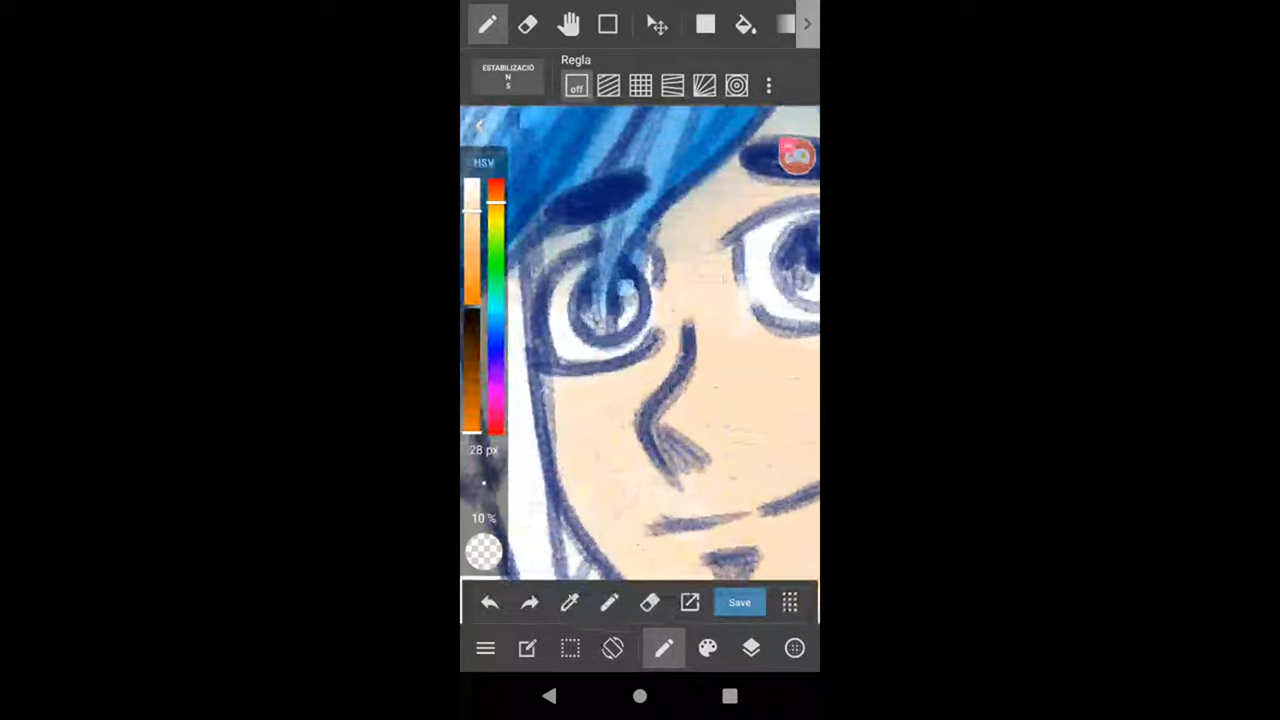 Regla
ESTABILIZACIÓ
N
5
off
HSV
28 px
10 %
Save